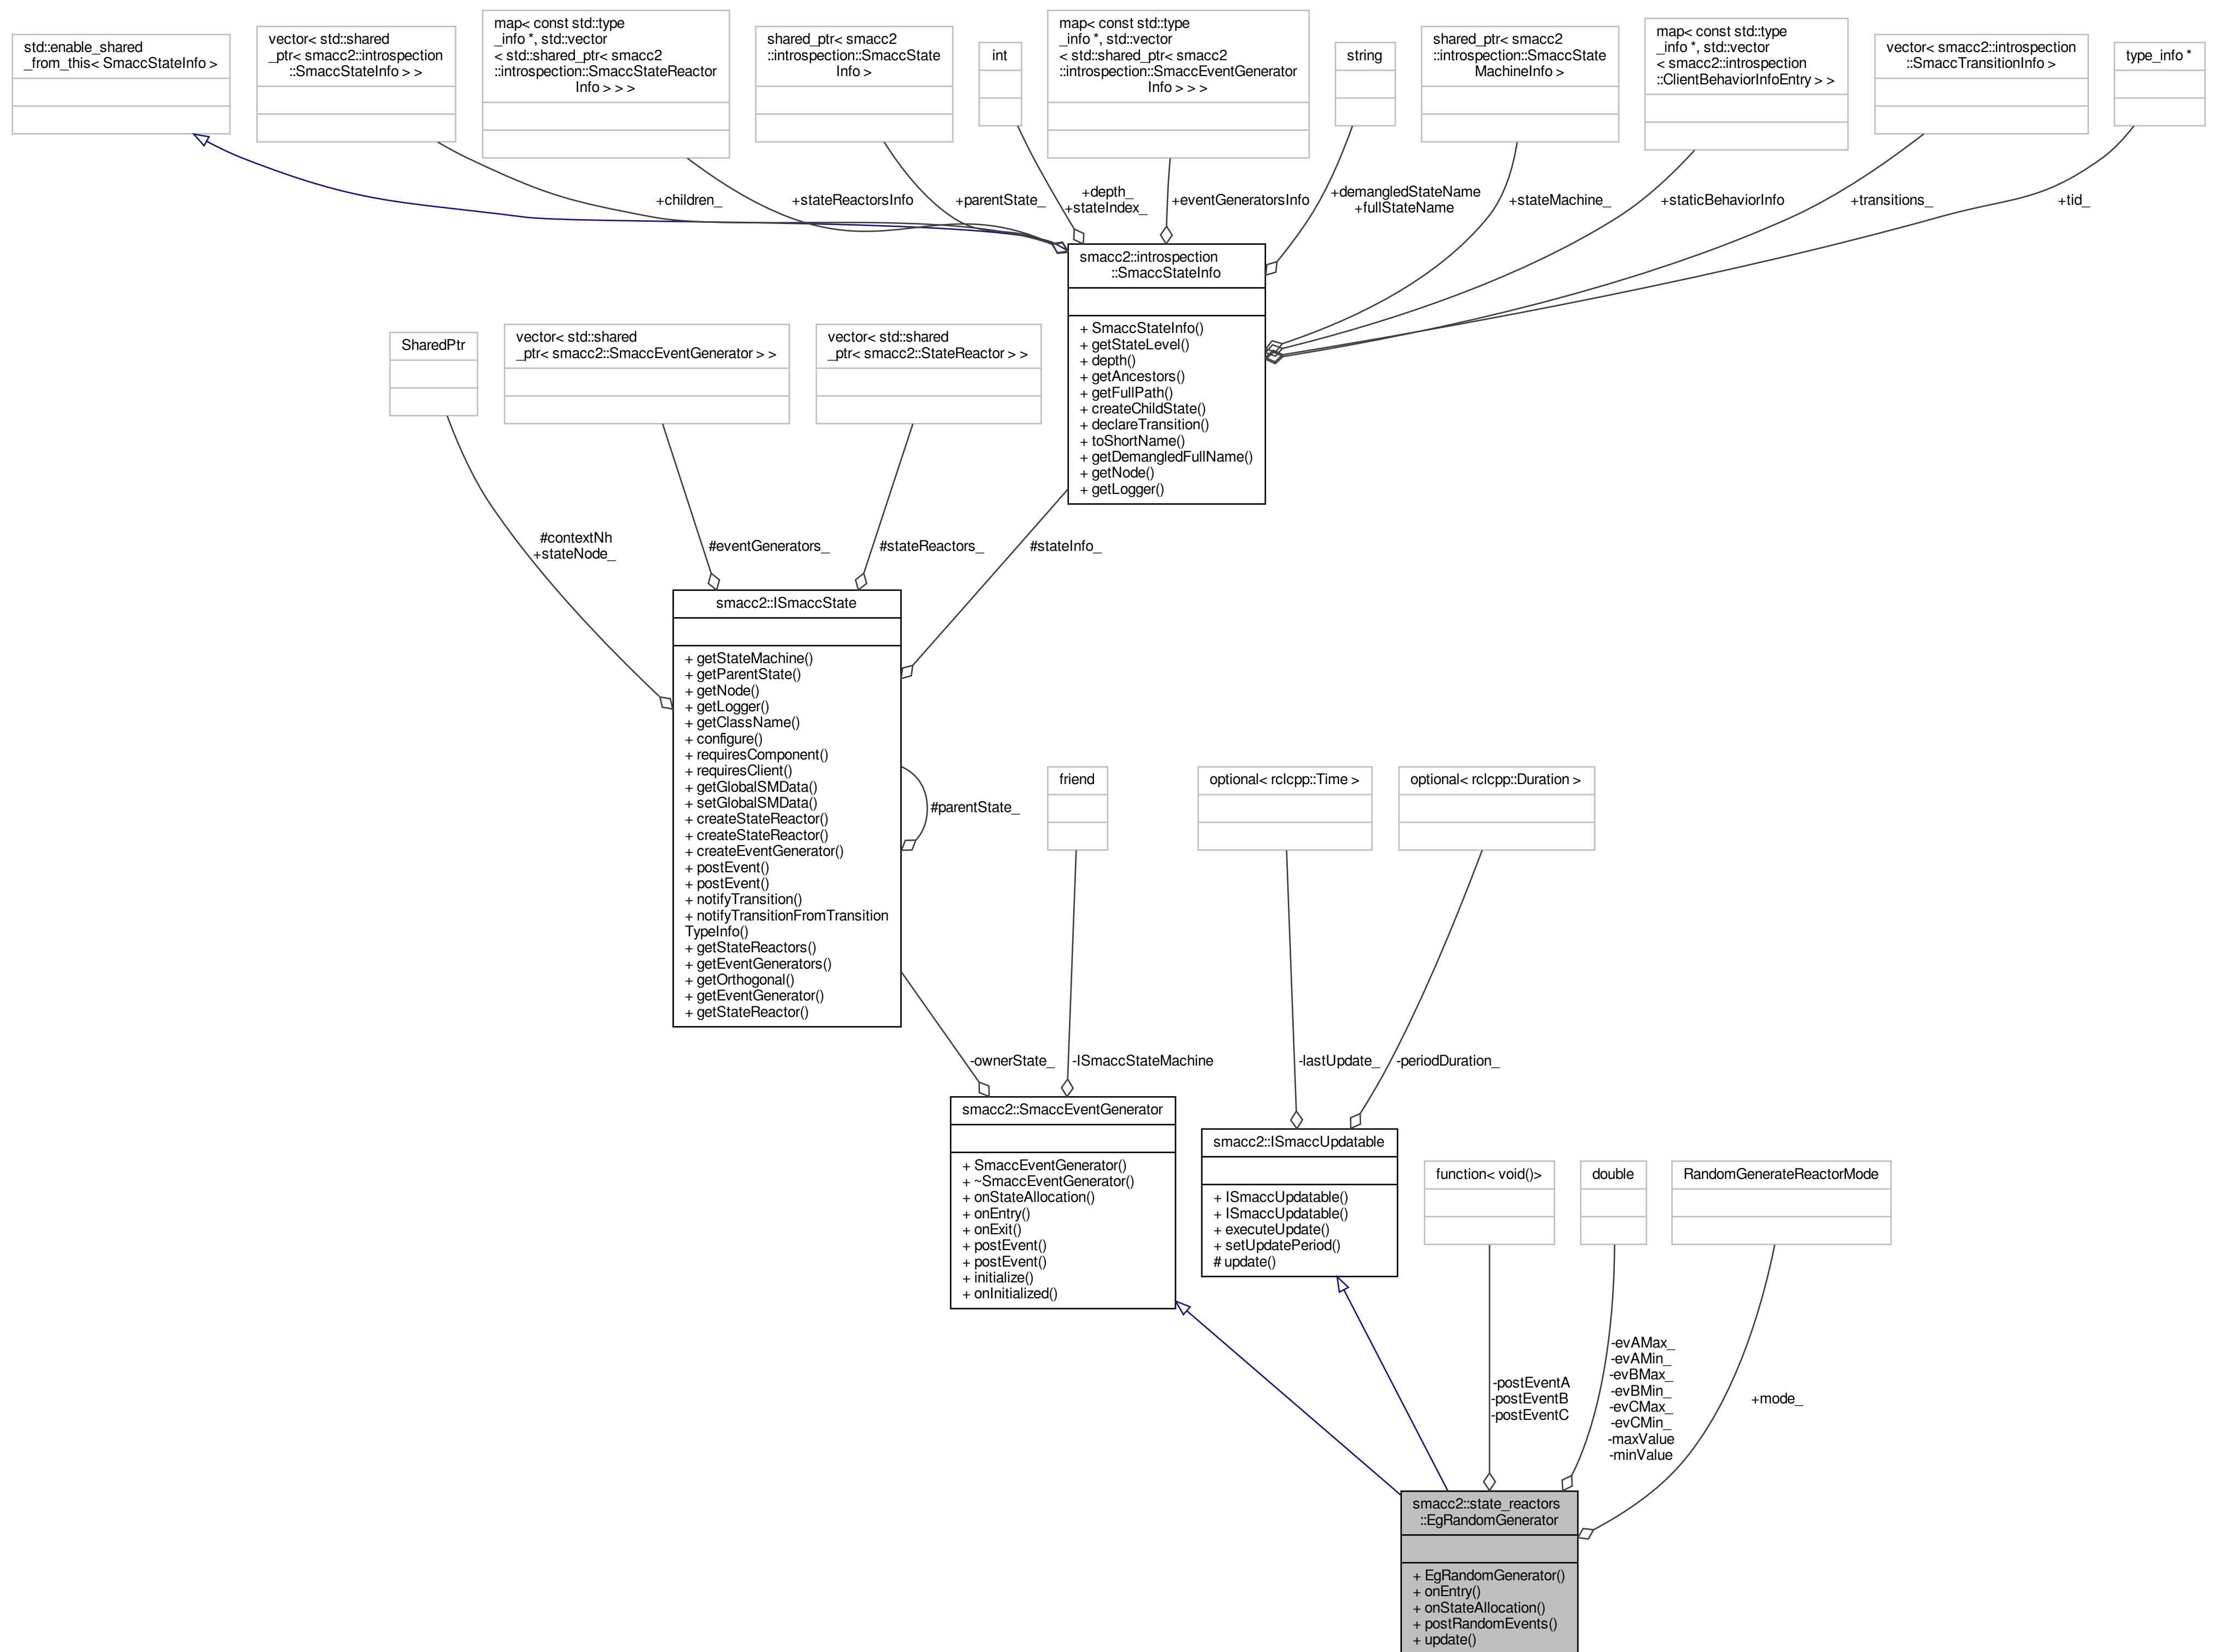 std::enable_shared
_from_this< SmaccStateInfo >
vector< std::shared
_ptr< smacc2::introspection
::SmaccStateInfo > >
map< const std::type
_info *, std::vector
< std::shared_ptr< smacc2
::introspection::SmaccStateReactor
Info > > >
shared_ptr< smacc2
::introspection::SmaccState
Info >
int
map< const std::type
_info *, std::vector
< std::shared_ptr< smacc2
::introspection::SmaccEventGenerator
Info > > >
string
shared_ptr< smacc2
::introspection::SmaccState
MachineInfo >
map< const std::type
_info *, std::vector
< smacc2::introspection
::ClientBehaviorInfoEntry > >
vector< smacc2::introspection
::SmaccTransitionInfo >
type_info *
+children_
+stateReactorsInfo
+parentState_
+depth_
+stateIndex_
+eventGeneratorsInfo
+demangledStateName
+fullStateName
+stateMachine_
+staticBehaviorInfo
+transitions_
+tid_
smacc2::introspection
::SmaccStateInfo
+ SmaccStateInfo()
+ getStateLevel()
+ depth()
+ getAncestors()
+ getFullPath()
+ createChildState()
+ declareTransition()
+ toShortName()
+ getDemangledFullName()
+ getNode()
+ getLogger()
SharedPtr
vector< std::shared
_ptr< smacc2::SmaccEventGenerator > >
vector< std::shared
_ptr< smacc2::StateReactor > >
#contextNh
+stateNode_
#eventGenerators_
#stateReactors_
#stateInfo_
smacc2::ISmaccState
+ getStateMachine()
+ getParentState()
+ getNode()
+ getLogger()
+ getClassName()
+ configure()
+ requiresComponent()
+ requiresClient()
+ getGlobalSMData()
+ setGlobalSMData()
+ createStateReactor()
+ createStateReactor()
+ createEventGenerator()
+ postEvent()
+ postEvent()
+ notifyTransition()
+ notifyTransitionFromTransition
TypeInfo()
+ getStateReactors()
+ getEventGenerators()
+ getOrthogonal()
+ getEventGenerator()
+ getStateReactor()
#parentState_
friend
optional< rclcpp::Time >
optional< rclcpp::Duration >
-ownerState_
-ISmaccStateMachine
-lastUpdate_
-periodDuration_
smacc2::SmaccEventGenerator
+ SmaccEventGenerator()
+ ~SmaccEventGenerator()
+ onStateAllocation()
+ onEntry()
+ onExit()
+ postEvent()
+ postEvent()
+ initialize()
+ onInitialized()
smacc2::ISmaccUpdatable
+ ISmaccUpdatable()
+ ISmaccUpdatable()
+ executeUpdate()
+ setUpdatePeriod()
# update()
function< void()>
double
RandomGenerateReactorMode
-postEventA
-postEventB
-postEventC
-evAMax_
-evAMin_
-evBMax_
-evBMin_
-evCMax_
-evCMin_
-maxValue
-minValue
+mode_
smacc2::state_reactors
::EgRandomGenerator
+ EgRandomGenerator()
+ onEntry()
+ onStateAllocation()
+ postRandomEvents()
+ update()